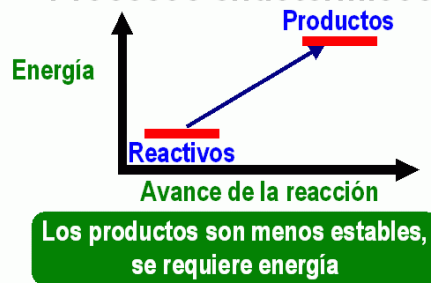 Productos
Energía
Reactivos
Avance de la reacción
Los productos son menos estables,
se requiere energía